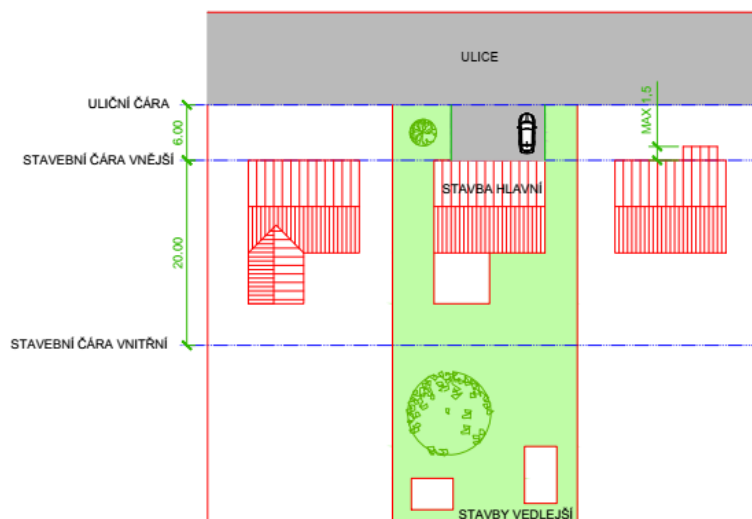 ULICE
ULIČNÍ ČÁRA
6.00
MAX 1,5
STAVEBNÍ ČÁRA VNĚJŠÍ
STAVBA HLAVNÍ
20.00
STAVEBNÍ ČÁRA VNITŘNÍ
STAVBY VEDLEJŠÍ